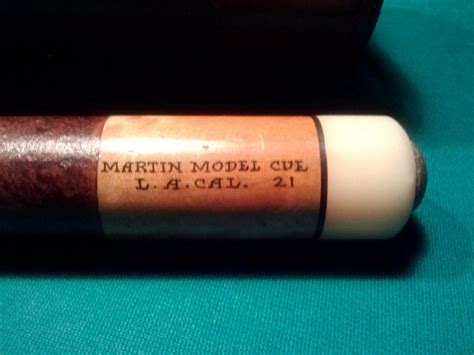 MARTIN MODEL CUE
L.A.CAL. 21